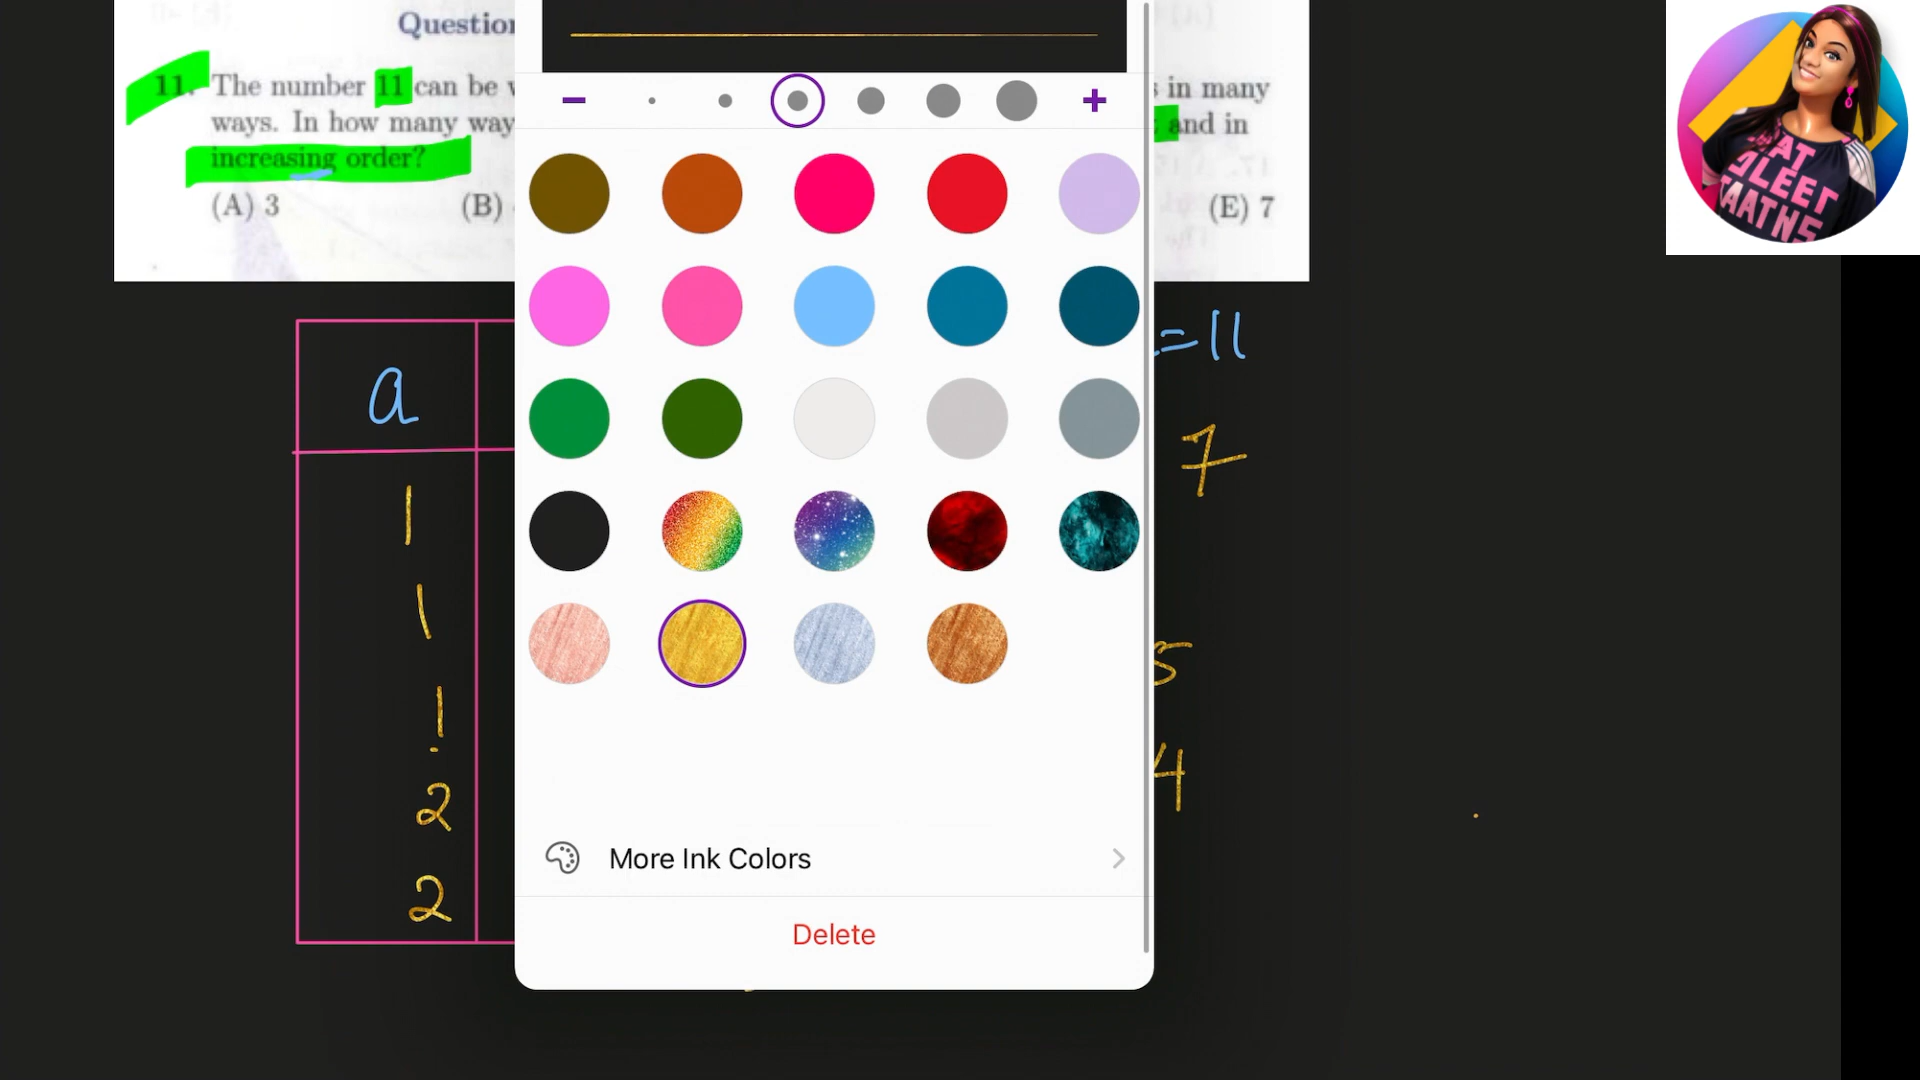 Question
11. The number 11 can be s in many
ways. In how many way and in
increasing order?
(A) 3 (B) (E) 7
a =11
1 7
1
1 5
2 4
2
More Ink Colors
Delete